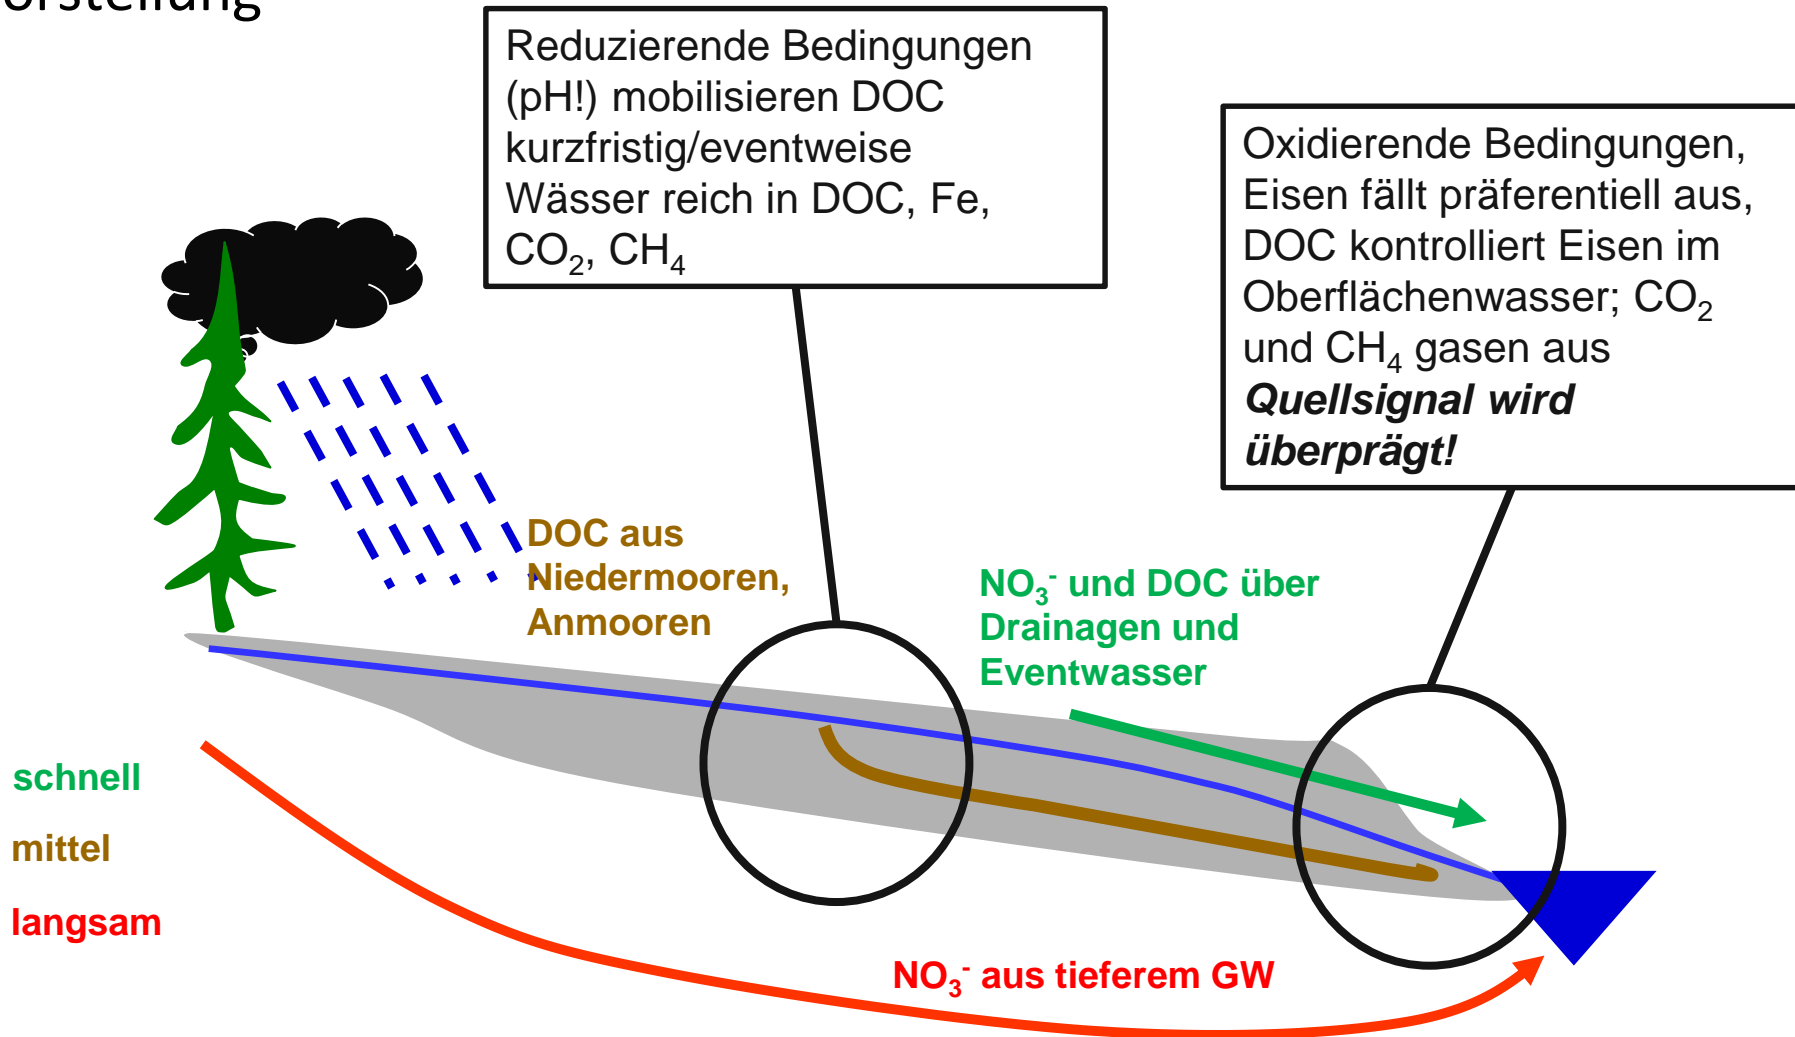 orstellung
Reduzierende Bedingungen
(pH!) mobilisieren DOC
kurzfristig/eventweise
Wässer reich in DOC, Fe,
CO₂, CH₄
Oxidierende Bedingungen,
Eisen fällt präferentiell aus,
DOC kontrolliert Eisen im
Oberflächenwasser; CO₂
und CH₄ gasen aus
Quellsignal wird
überprägt!
DOC aus
Niedermooren,
Anmooren
NO₃⁻ und DOC über
Drainagen und
Eventwasser
schnell
mittel
langsam
NO₃⁻ aus tieferem GW